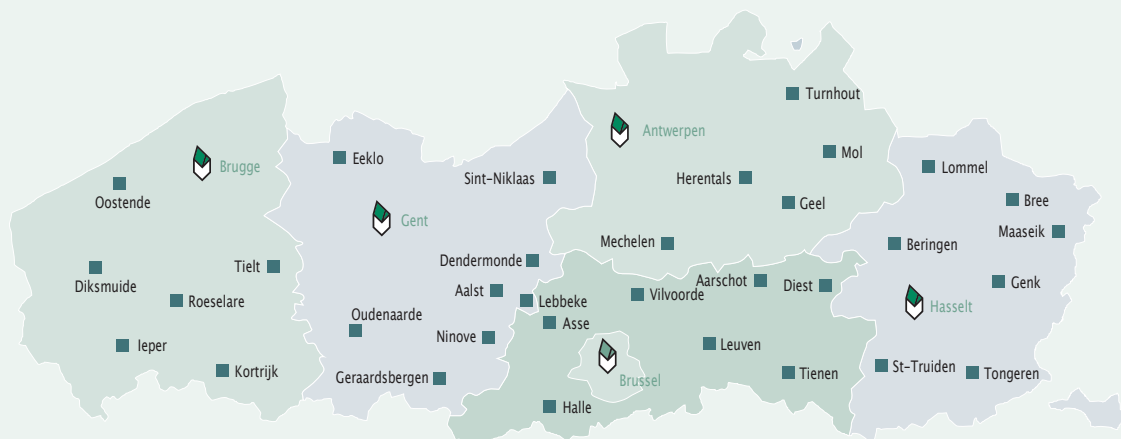 Turnhout
Antwerpen
Mol
Eeklo
Lommel
Brugge
Sint-Niklaas
Herentals
Oostende
Geel
Bree
Gent
Maaseik
Mechelen
Beringen
Dendermonde
Tielt
Diksmuide
Aarschot
Diest
Genk
Aalst
Vilvoorde
Roeselare
Lebbeke
Hasselt
Oudenaarde
Asse
Ninove
Ieper
Leuven
St-Truiden
Kortrijk
Geraardsbergen
Brussel
Tienen
Tongeren
Halle